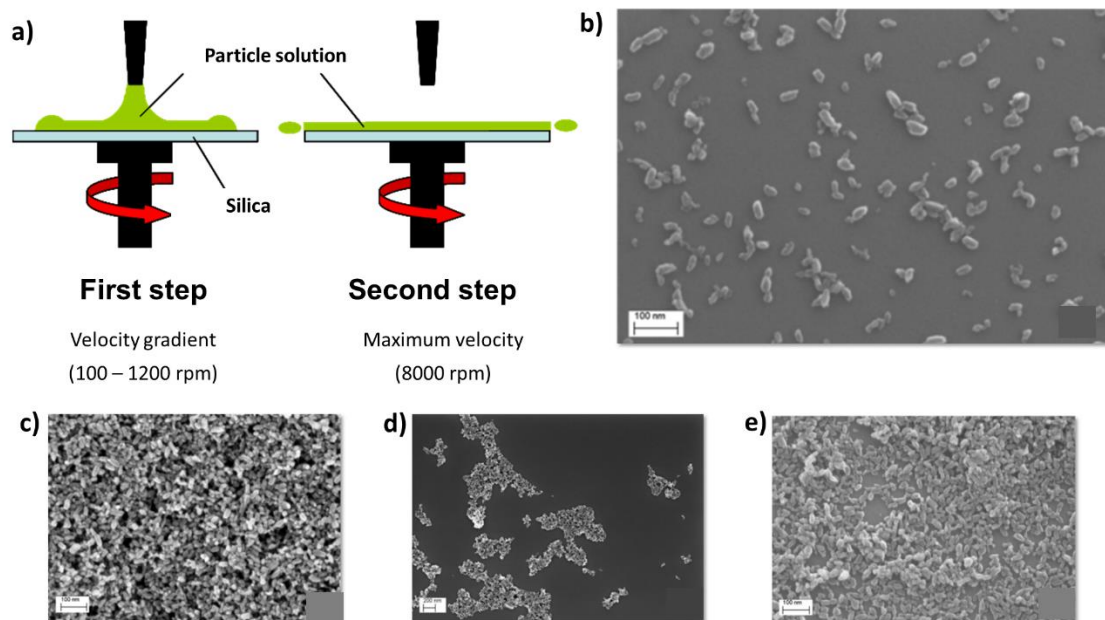 a)
Particle solution
Silica
First step
Velocity gradient
(100 – 1200 rpm)
Second step
Maximum velocity
(8000 rpm)
b)
100 nm
c)
100 nm
d)
200 nm
e)
100 nm